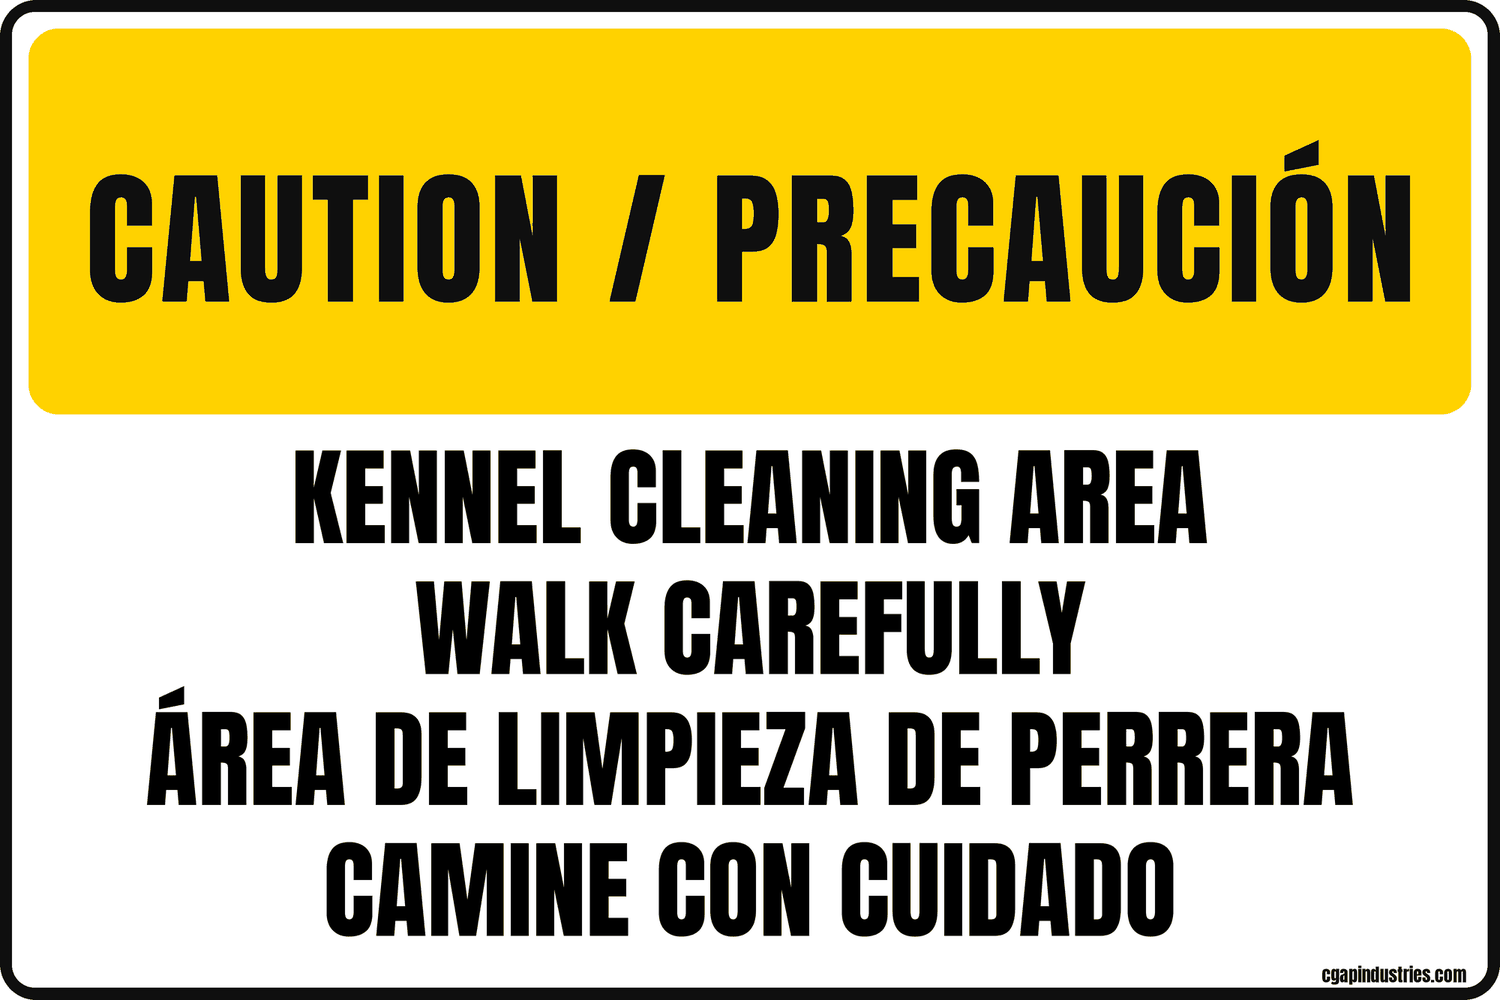 CAUTION / PRECAUCIÓN
KENNEL CLEANING AREA
WALK CAREFULLY
ÁREA DE LIMPIEZA DE PERRERA
CAMINE CON CUIDADO
cgapindustries.com